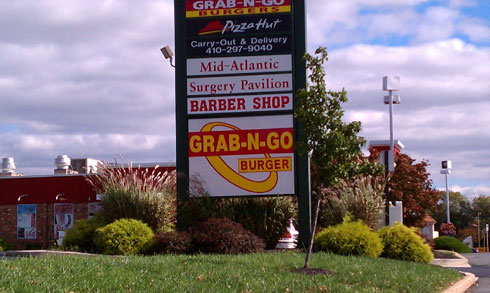 GRAB-N-GO
BURGERS
Pizza Hut
Carry-Out & Delivery
410-297-9040
Mid-Atlantic
Surgery Pavilion
BARBER SHOP
GRAB-N-GO
BURGER